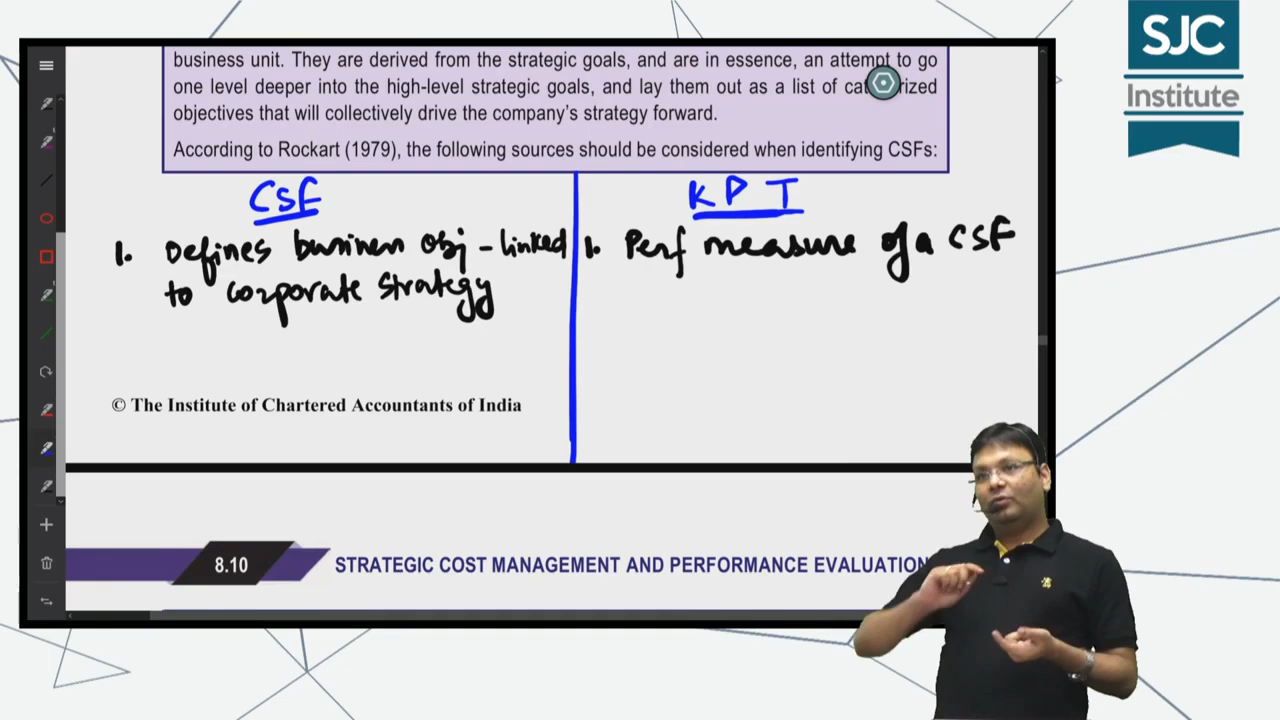 SJC
Institute
business unit. They are derived from the strategic goals, and are in essence, an attempt to go
one level deeper into the high-level strategic goals, and lay them out as a list of rized
objectives that will collectively drive the company's strategy forward.
According to Rockart (1979), the following sources should be considered when identifying CSFs:
CSF
KPI
1. Defines business obj - linked
to corporate strategy
1. Perf measure of a CSF
© The Institute of Chartered Accountants of India
8.10
STRATEGIC COST MANAGEMENT AND PERFORMANCE EVALUATION